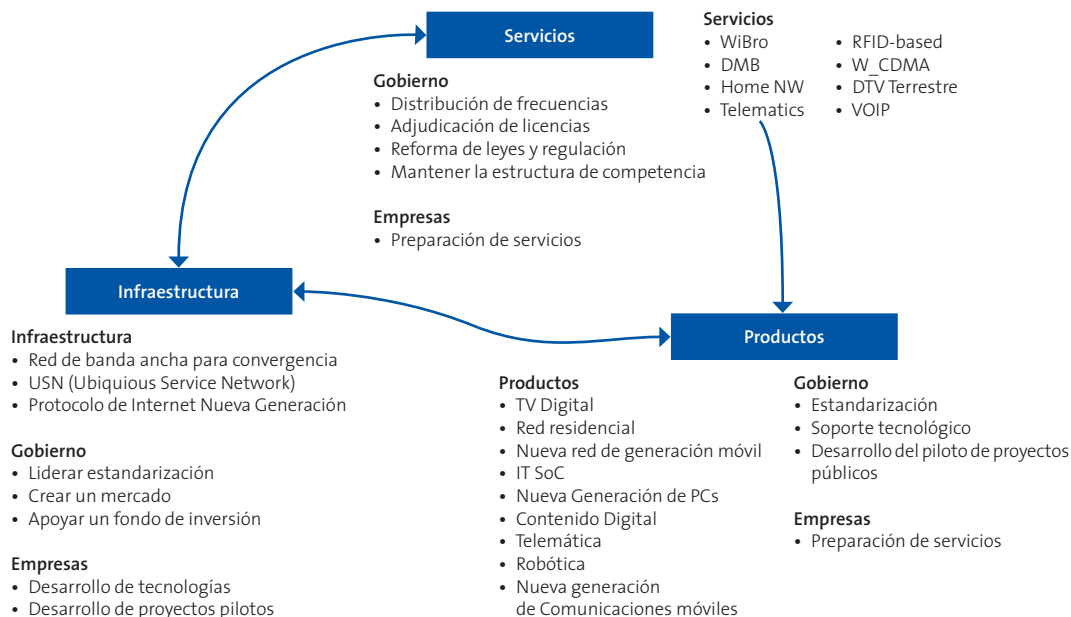 Servicios
Gobierno
• Distribución de frecuencias
• Adjudicación de licencias
• Reforma de leyes y regulación
• Mantener la estructura de competencia
Empresas
• Preparación de servicios
Servicios
• WiBro
• DMB
• Home NW
• Telematics
• RFID-based
• W_CDMA
• DTV Terrestre
• VOIP
Infraestructura
Infraestructura
• Red de banda ancha para convergencia
• USN (Ubiquious Service Network)
• Protocolo de Internet Nueva Generación
Gobierno
• Liderar estandarización
• Crear un mercado
• Apoyar un fondo de inversión
Empresas
• Desarrollo de tecnologías
• Desarrollo de proyectos pilotos
Productos
Productos
• TV Digital
• Red residencial
• Nueva red de generación móvil
• IT SoC
• Nueva Generación de PCs
• Contenido Digital
• Telemática
• Robótica
• Nueva generación
de Comunicaciones móviles
Gobierno
• Estandarización
• Soporte tecnológico
• Desarrollo del piloto de proyectos
públicos
Empresas
• Preparación de servicios